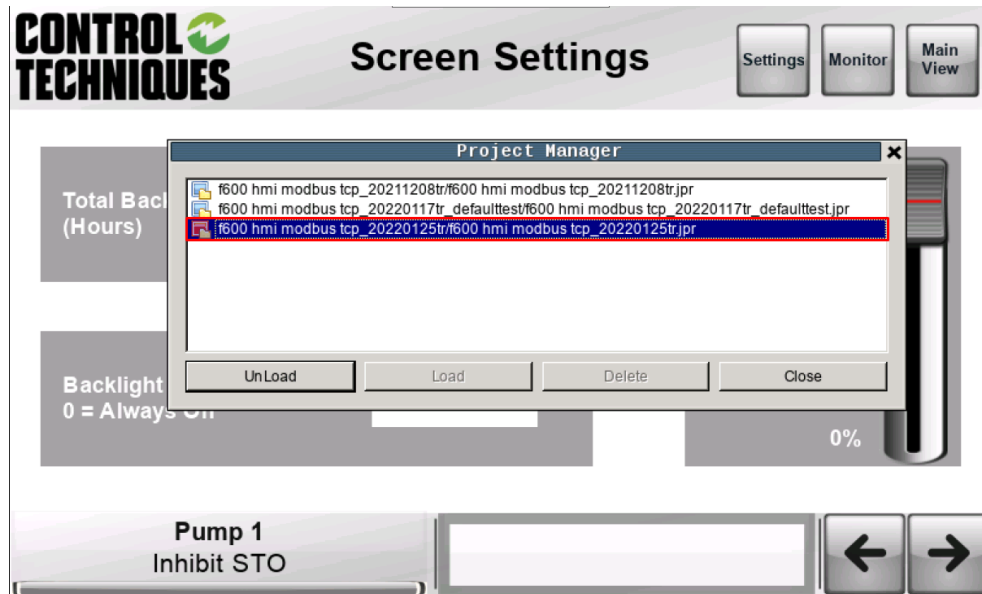 CONTROL
TECHNIQUES
Screen Settings
Settings
Monitor
Main
View
Project Manager
f600 hmi modbus tcp_20211208tr/f600 hmi modbus tcp_20211208tr.jpr
f600 hmi modbus tcp_20220117tr_defaulttest/f600 hmi modbus tcp_20220117tr_defaulttest.jpr
f600 hmi modbus tcp_20220125tr/f600 hmi modbus tcp_20220125tr.jpr
UnLoad
Load
Delete
Close
Total Backl
(Hours)
Backlight
0 = Always
0%
Pump 1
Inhibit STO